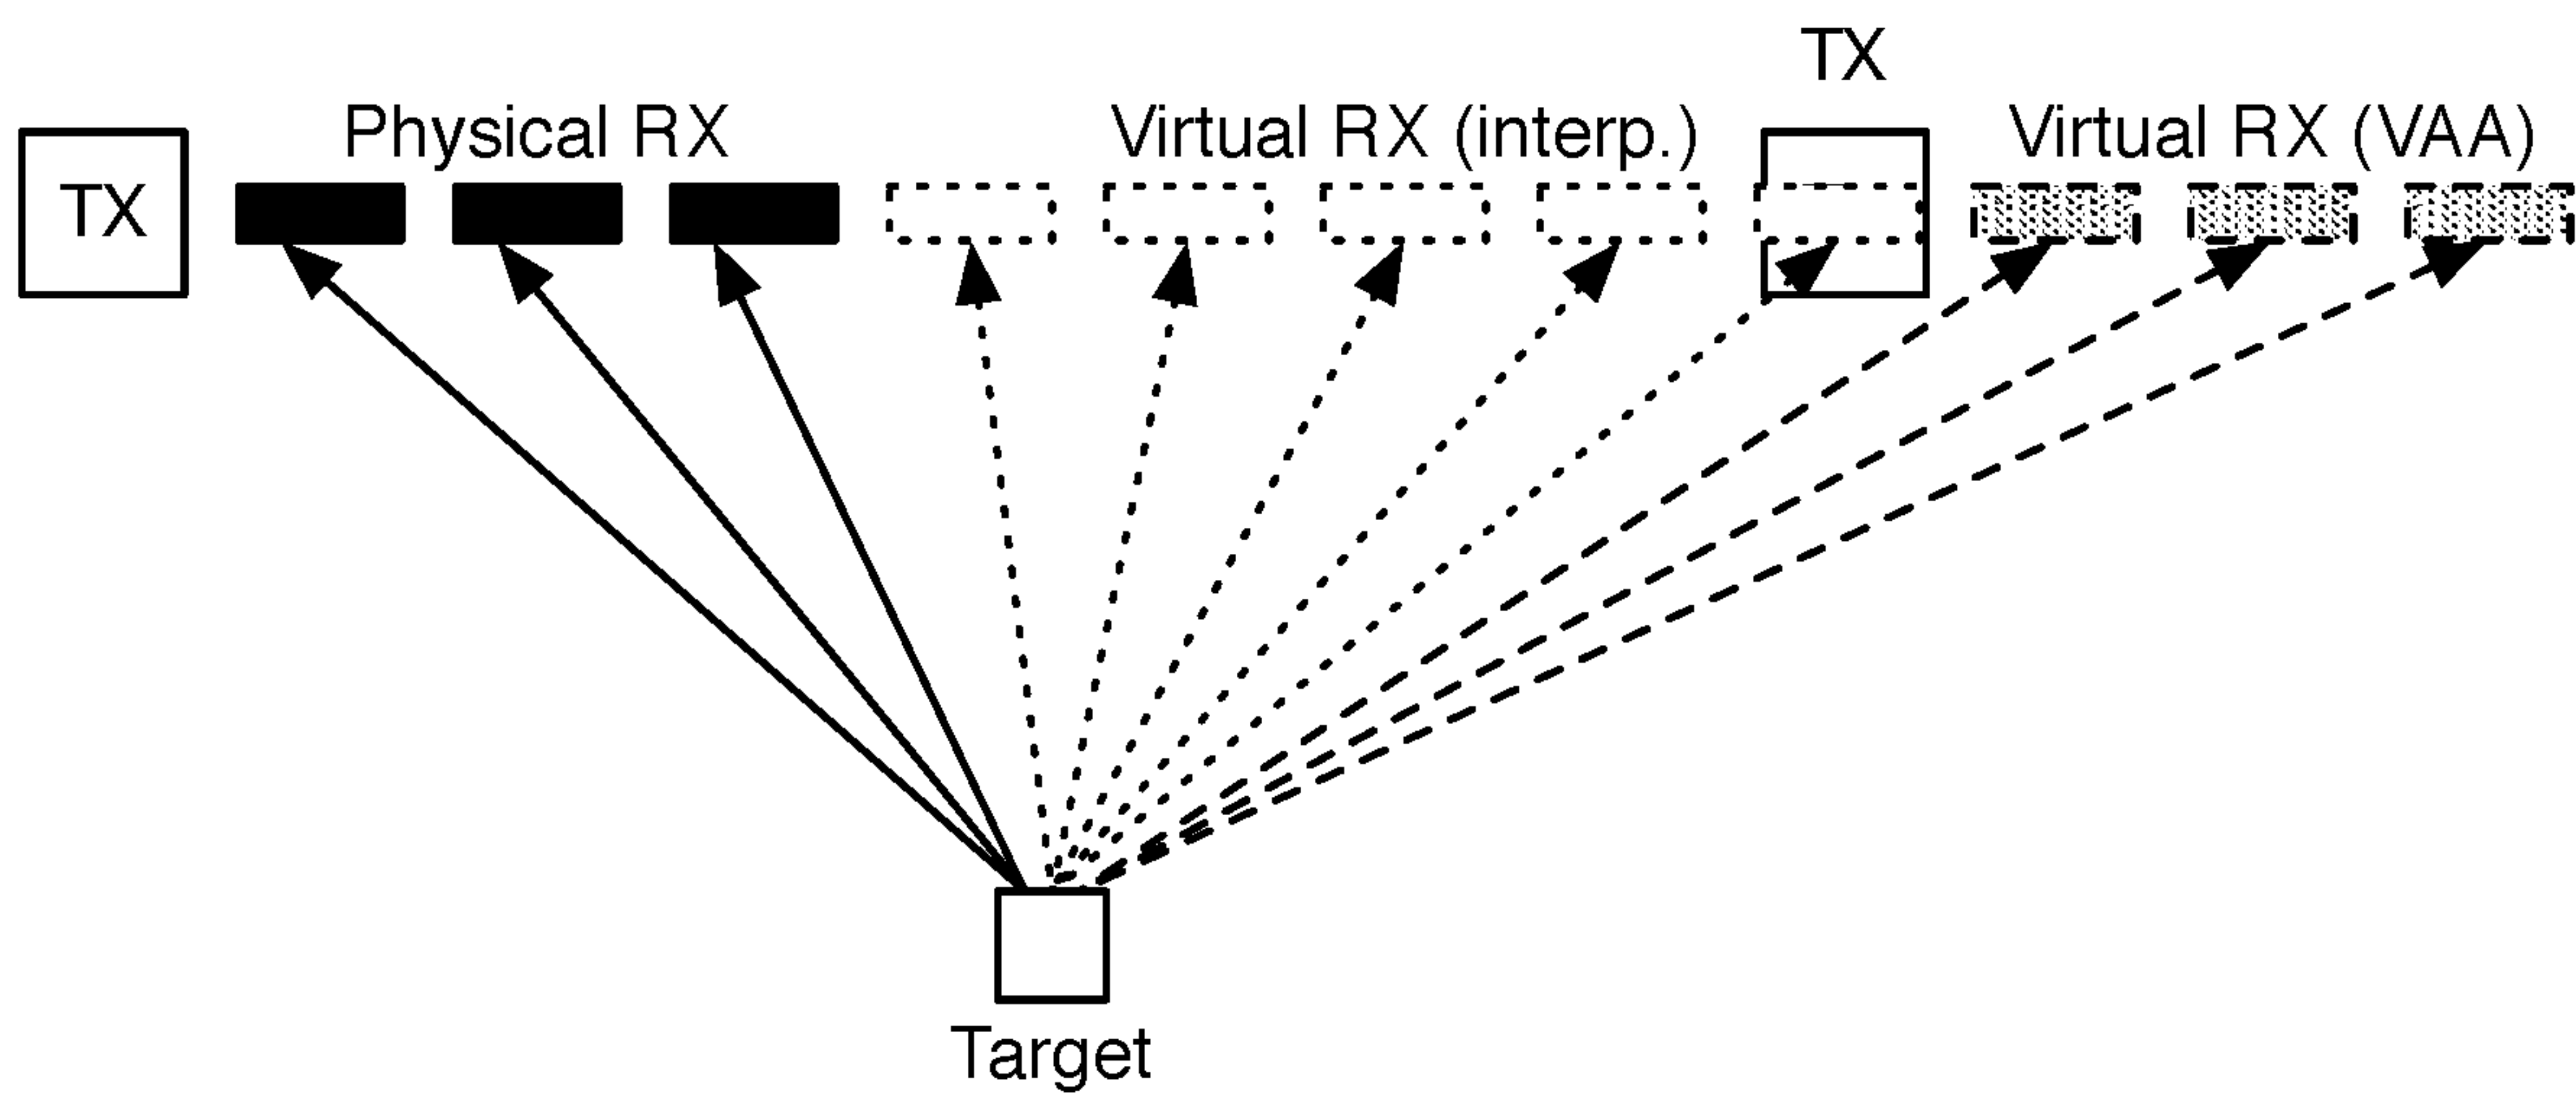 TX
Physical RX
Virtual RX (interp.)
TX
Virtual RX (VAA)
Target